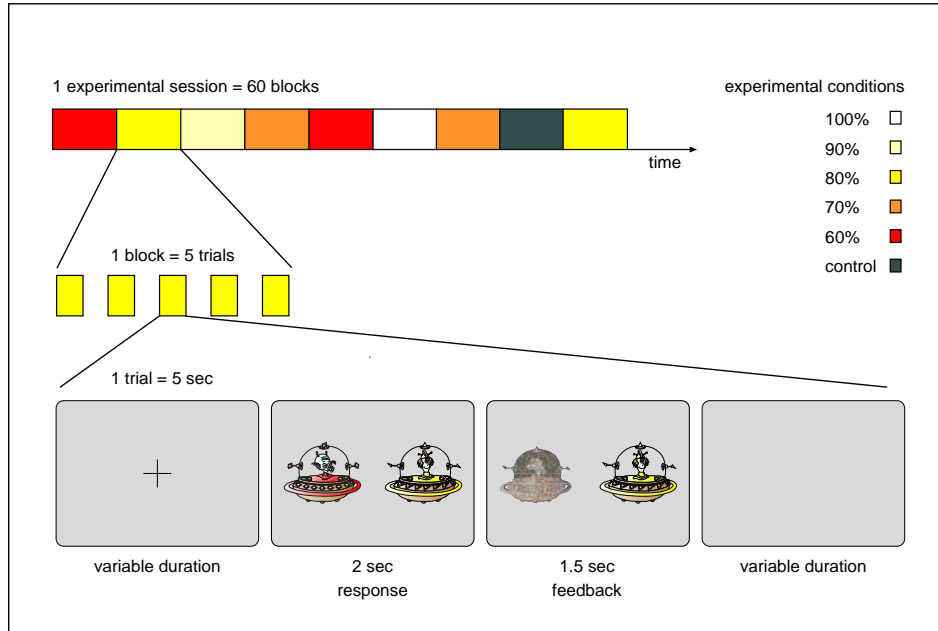 1 experimental session = 60 blocks
time
experimental conditions
100%
90%
80%
70%
60%
control
1 block = 5 trials
1 trial = 5 sec
variable duration
2 sec
response
1.5 sec
feedback
variable duration